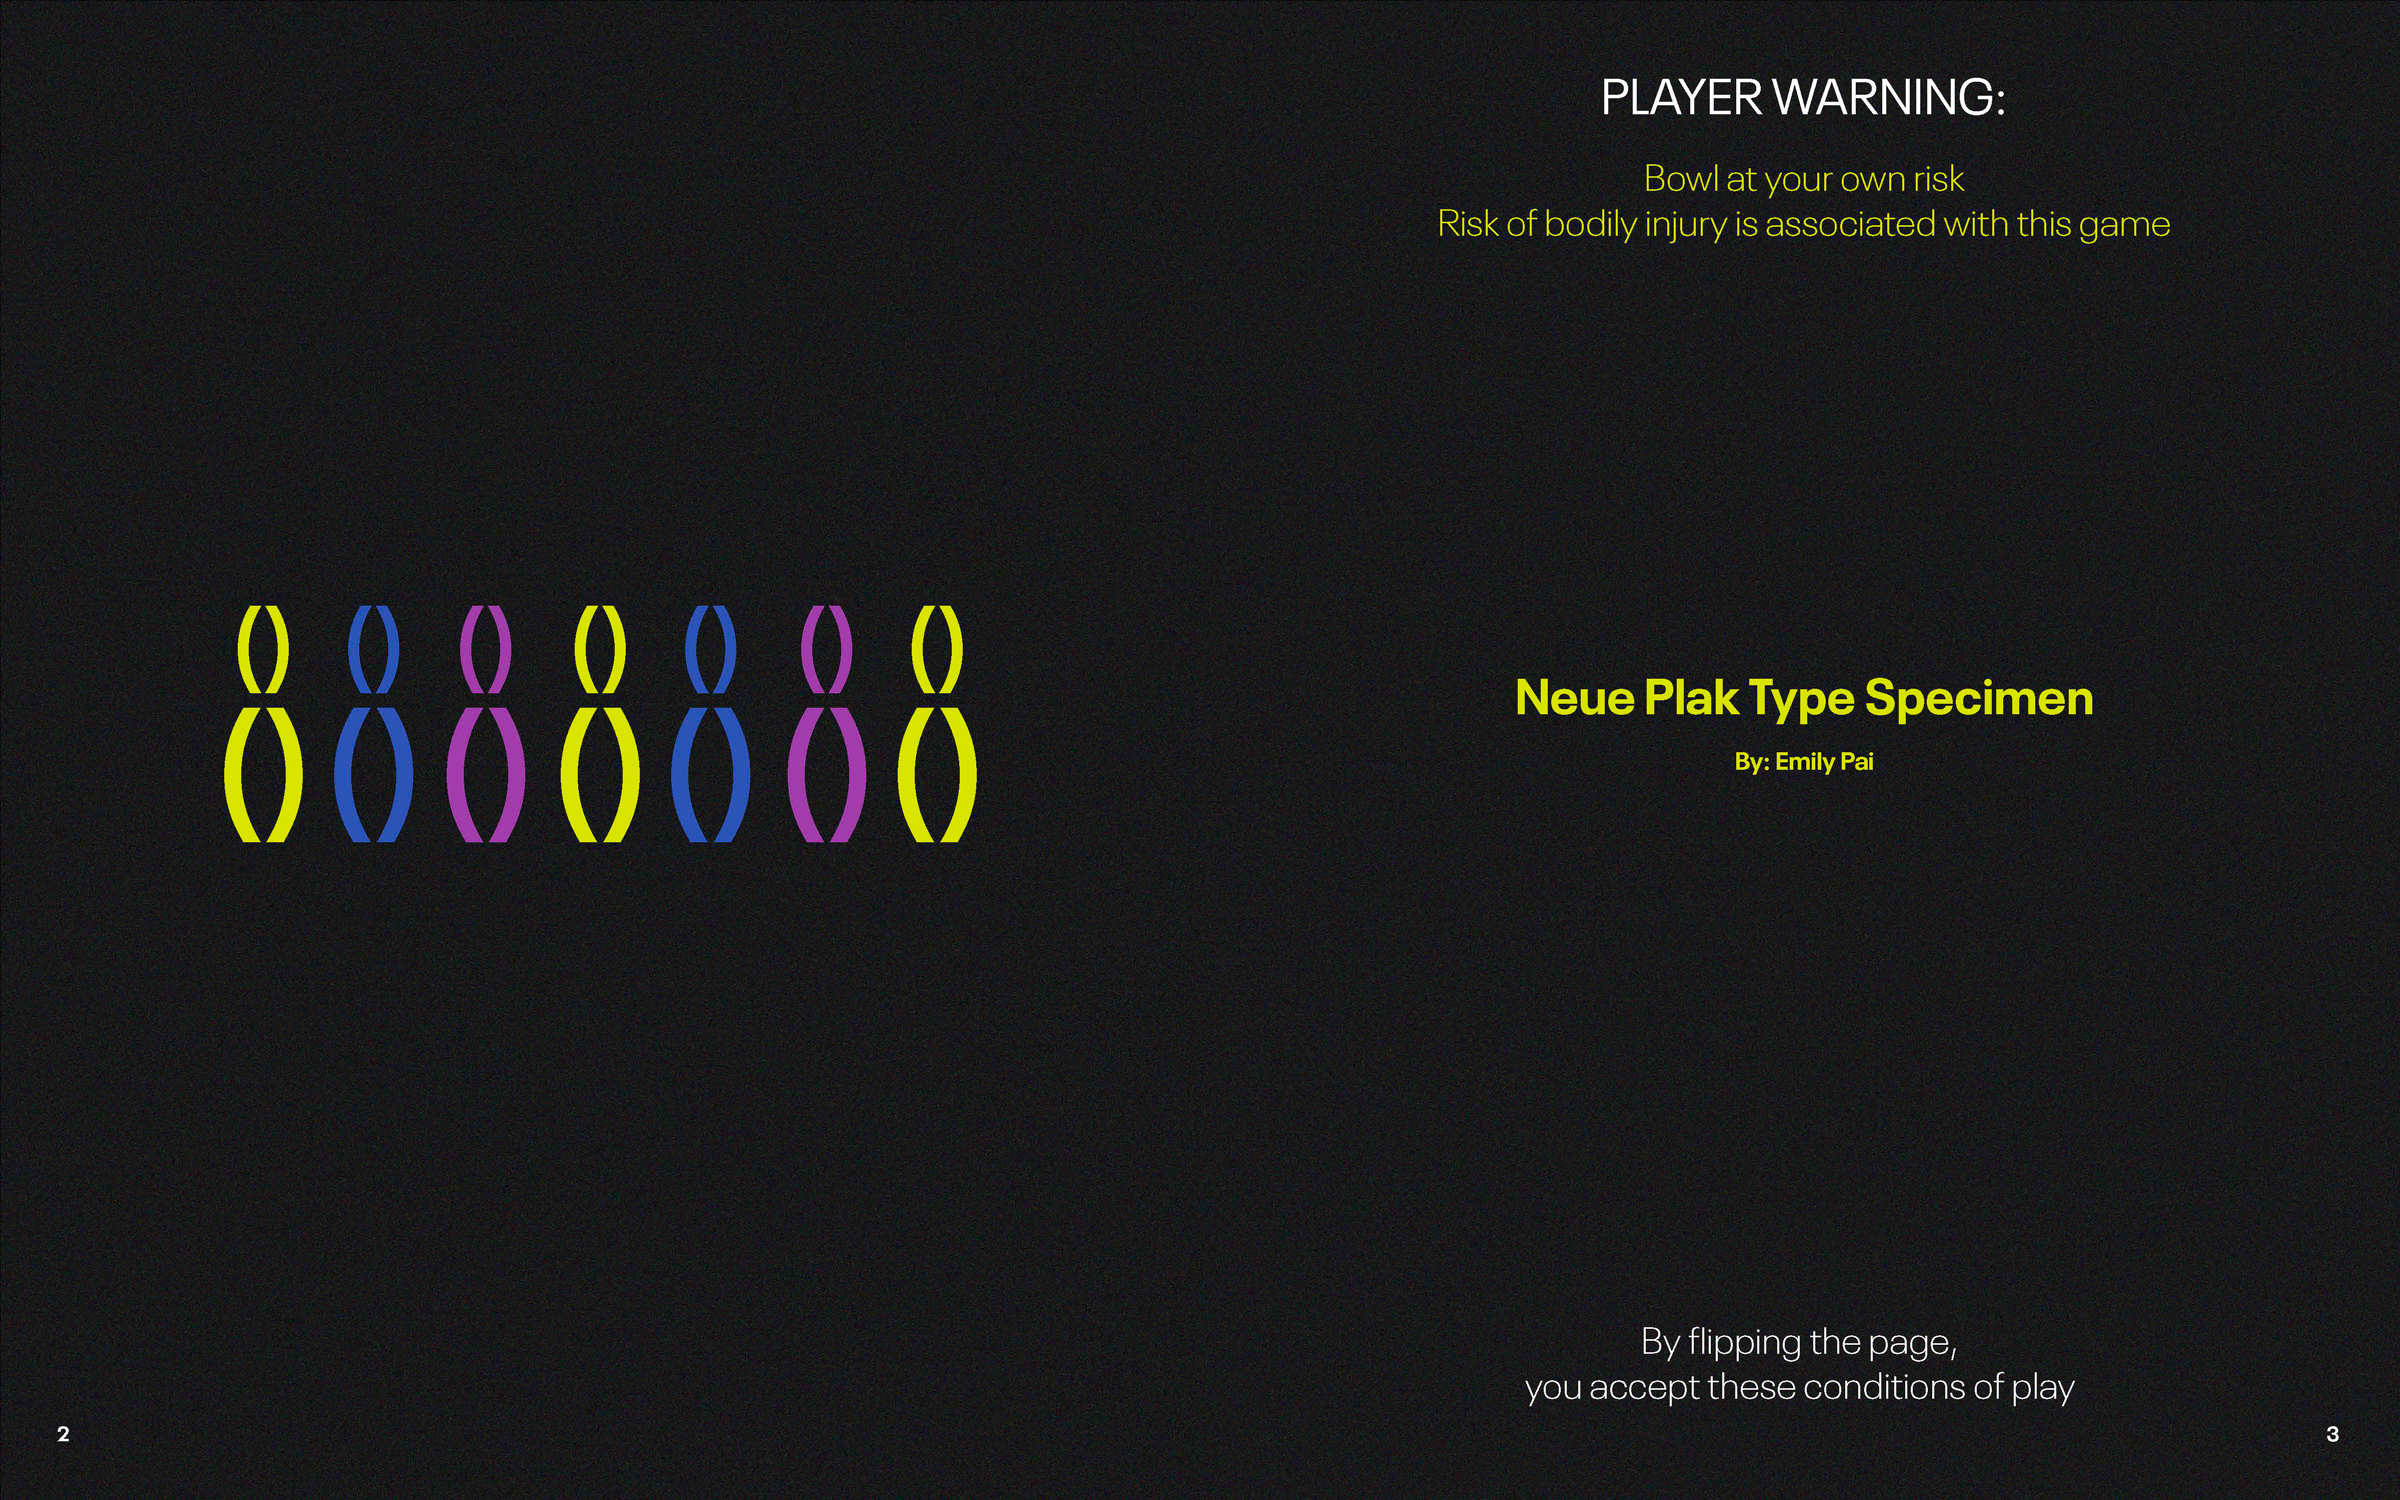 () () () () () () ()
() () () () () () ()
2
PLAYER WARNING:
Bowl at your own risk
Risk of bodily injury is associated with this game
Neue Plak Type Specimen
By: Emily Pai
By flipping the page,
you accept these conditions of play
3